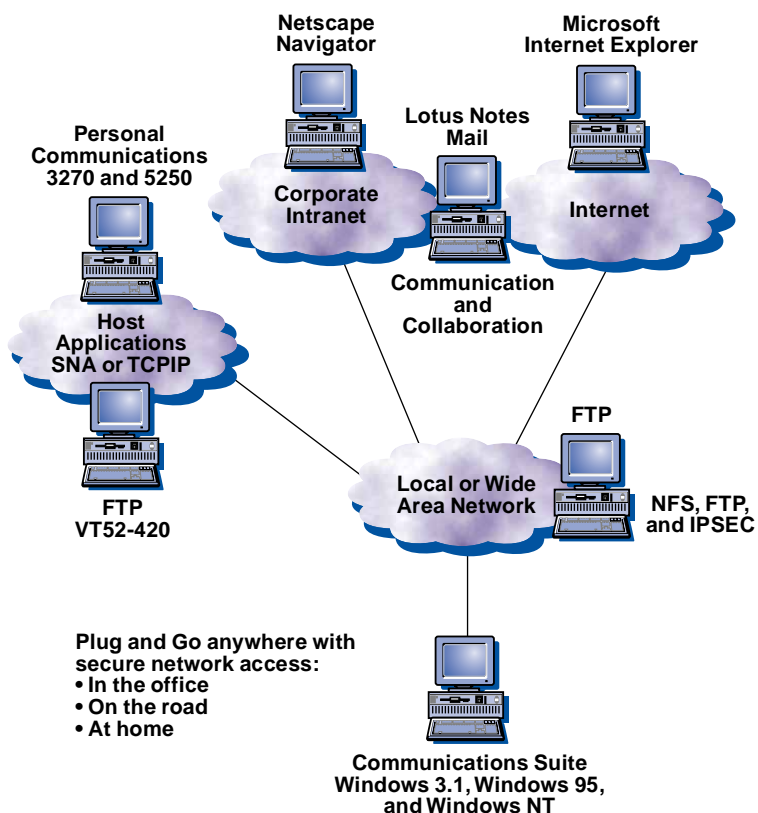 Netscape
Navigator
Microsoft
Internet Explorer
Lotus Notes
Mail
Personal
Communications
3270 and 5250
Corporate
Intranet
Internet
Communication
and
Collaboration
Host
Applications
SNA or TCPIP
FTP
VT52-420
FTP
Local or Wide
Area Network
NFS, FTP,
and IPSEC
Plug and Go anywhere with
secure network access:
• In the office
• On the road
• At home
Communications Suite
Windows 3.1, Windows 95,
and Windows NT